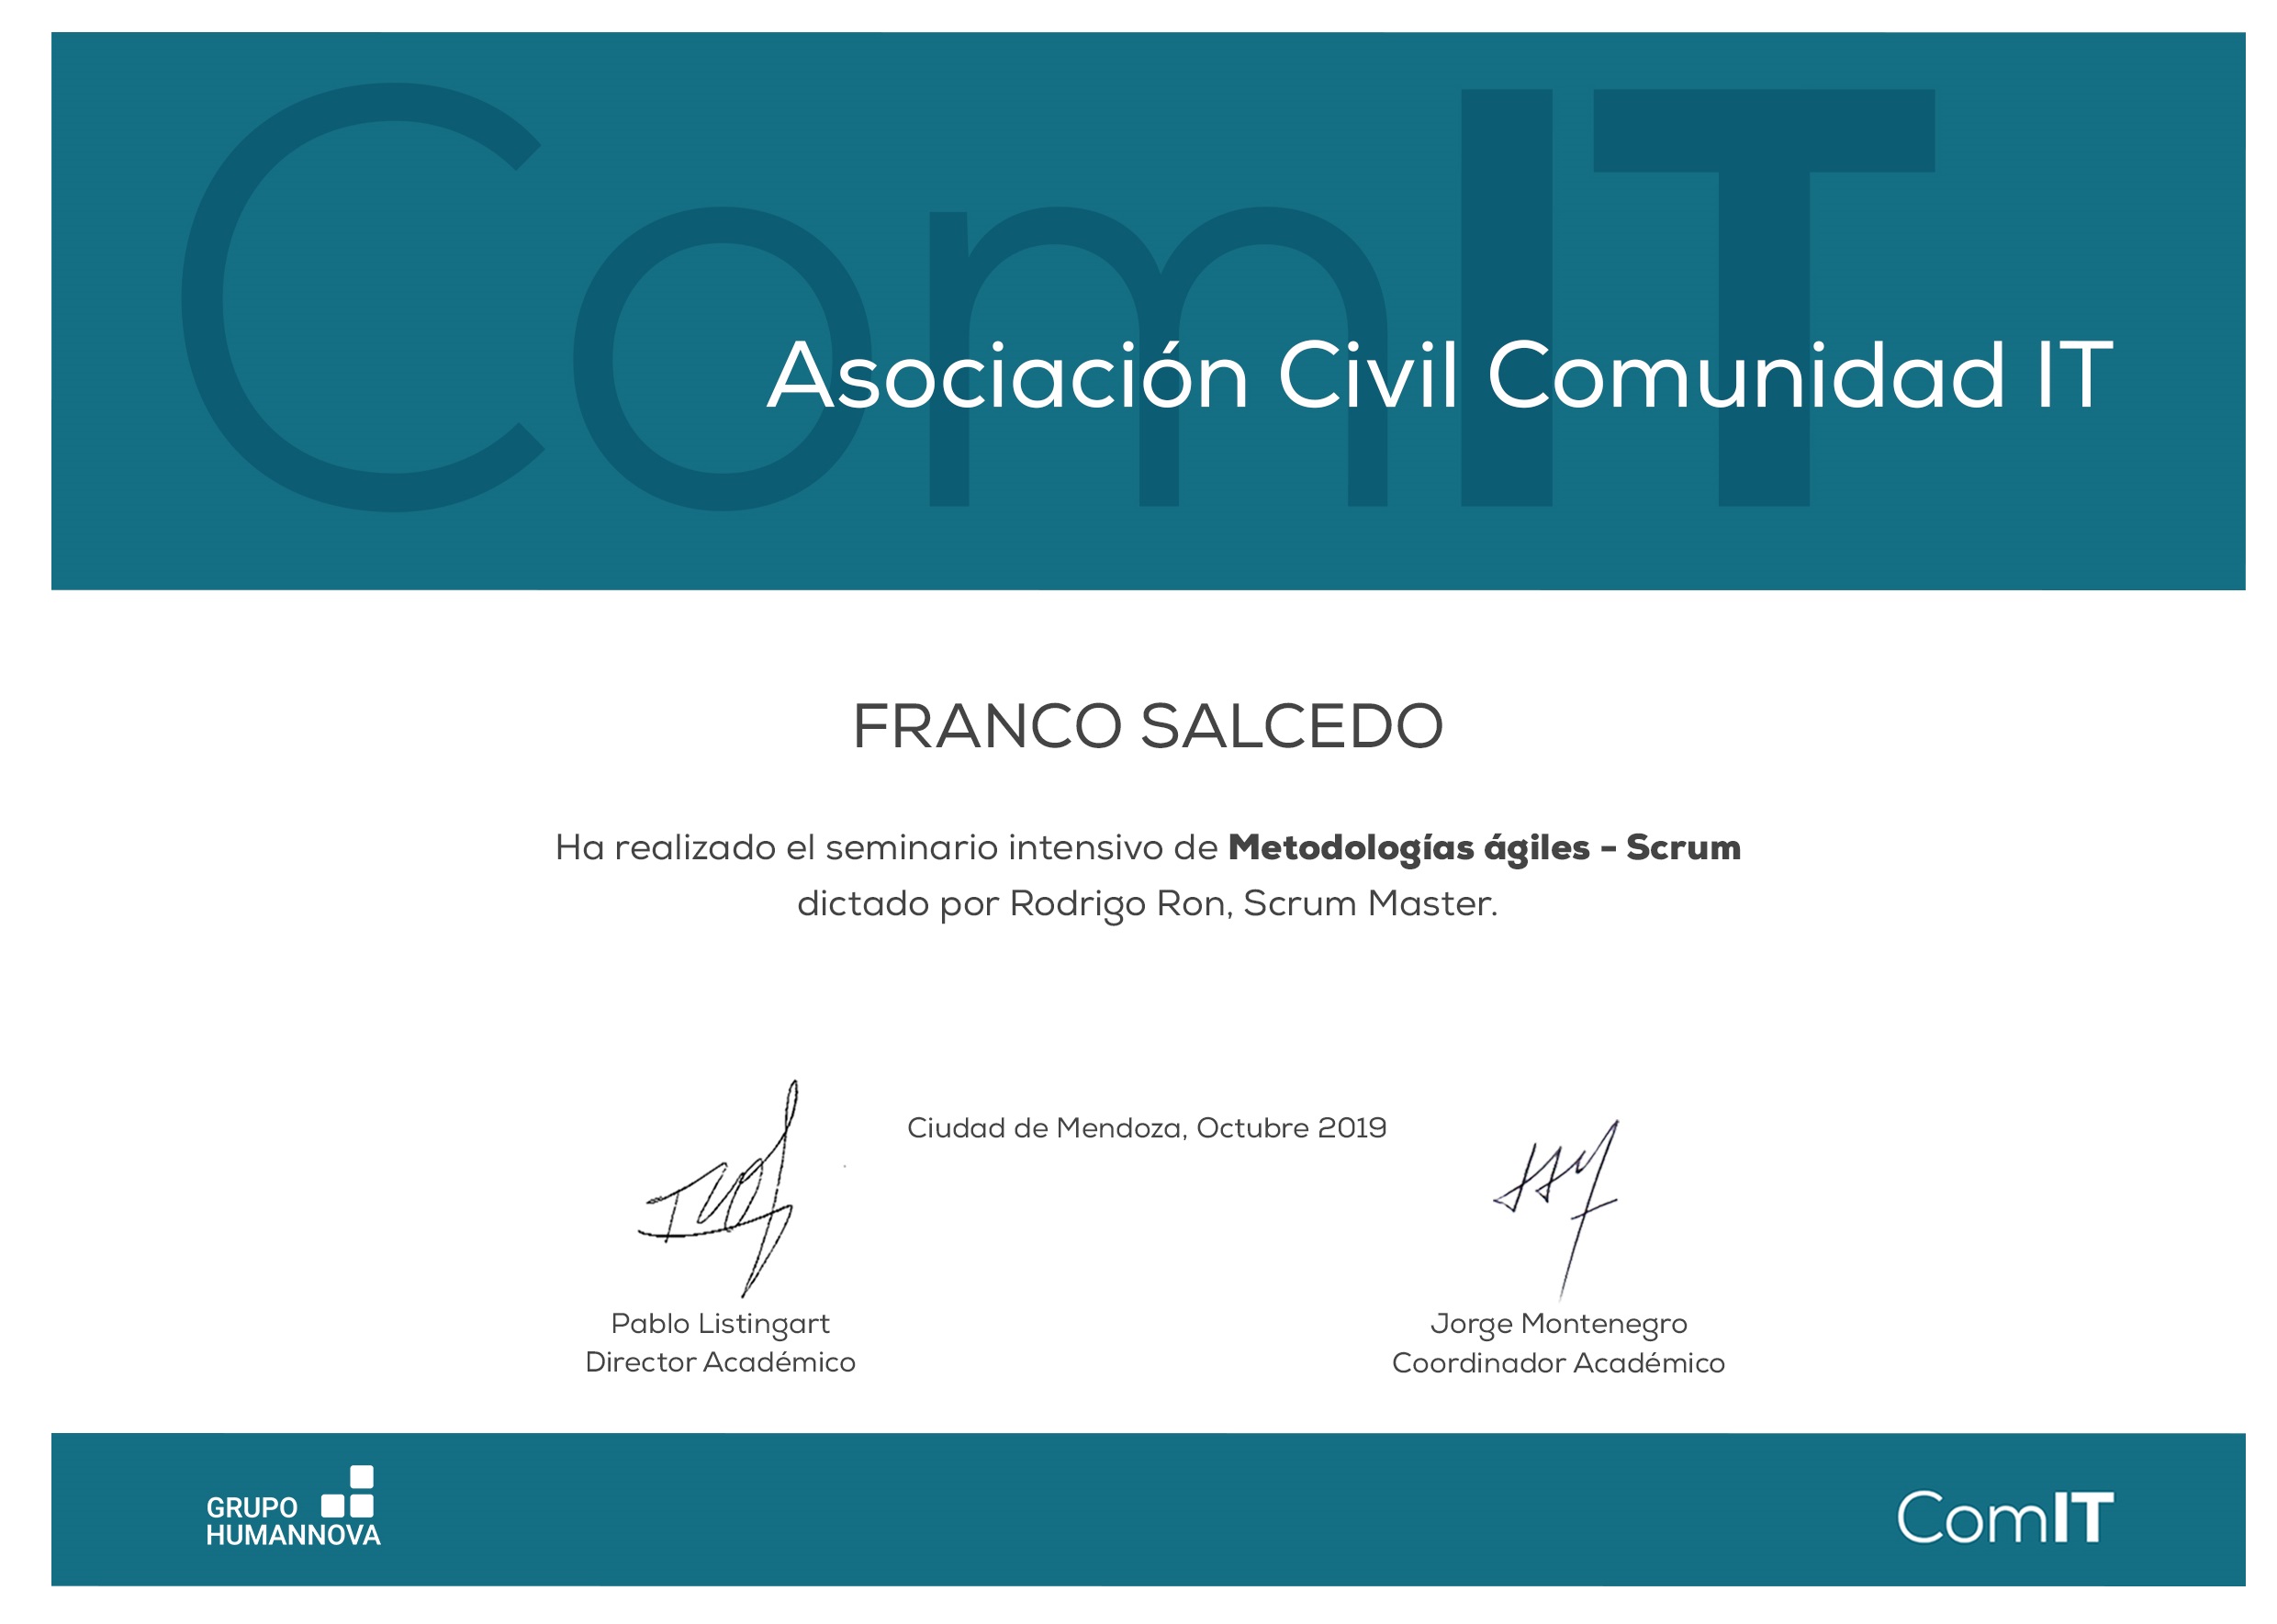 ComIT
Asociación Civil Comunidad IT
FRANCO SALCEDO
Ha realizado el seminario intensivo de Metodologías ágiles - Scrum
dictado por Rodrigo Ron, Scrum Master.
Ciudad de Mendoza, Octubre 2019
Pablo Listingart
Director Académico
Jorge Montenegro
Coordinador Académico
GRUPO
HUMANNOVA
ComIT